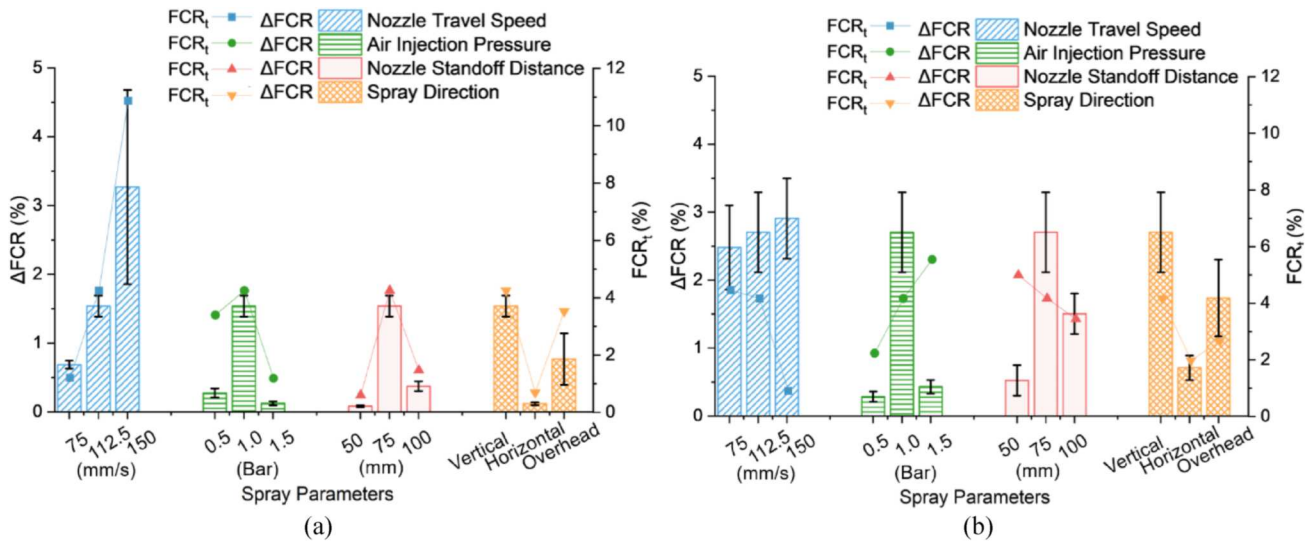 FCRt ΔFCR Nozzle Travel Speed
FCRt ΔFCR Air Injection Pressure
FCRt ΔFCR Nozzle Standoff Distance
FCRt ΔFCR Spray Direction
5
4
3
2
1
0
ΔFCR (%)
12
10
8
6
4
2
0
FCRt (%)
75 112.5 150
(mm/s)
0.5 1.0 1.5
(Bar)
50 75 100
(mm)
Vertical Horizontal Overhead
Spray Parameters
(a)
FCRt ΔFCR Nozzle Travel Speed
FCRt ΔFCR Air Injection Pressure
FCRt ΔFCR Nozzle Standoff Distance
FCRt ΔFCR Spray Direction
5
4
3
2
1
0
ΔFCR (%)
12
10
8
6
4
2
0
FCRt (%)
75 112.5 150
(mm/s)
0.5 1.0 1.5
(Bar)
50 75 100
(mm)
Vertical Horizontal Overhead
Spray Parameters
(b)